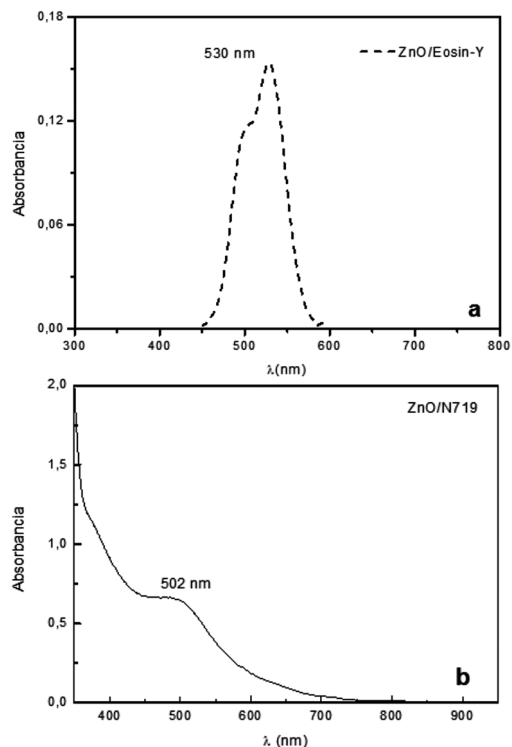 0,18
530 nm
ZnO/Eosin-Y
0,12
Absorbancia
0,06
0,00
a
300 400 500 600 700 800
λ(nm)
2,0
ZnO/N719
1,5
Absorbancia
1,0
502 nm
0,5
0,0
b
400 500 600 700 800 900
λ (nm)